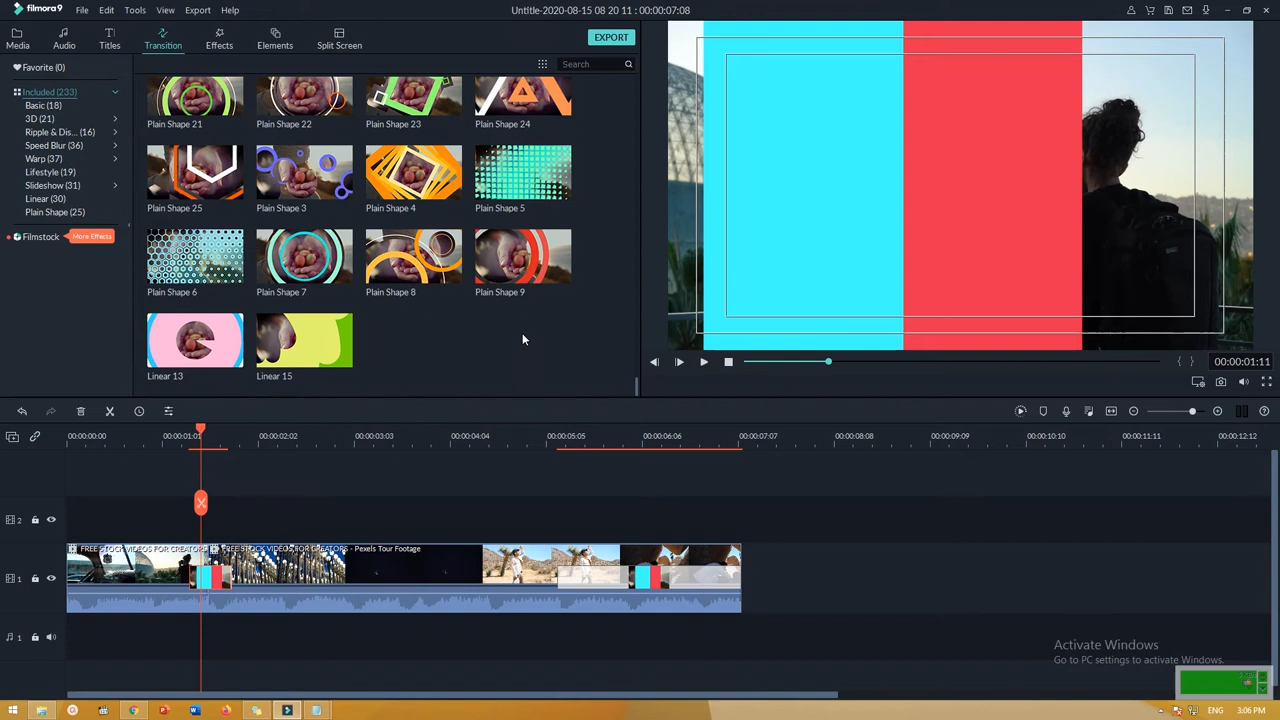 filmora9 File Edit Tools View Export Help Untitle-2020-08-15 08 20 11 : 00:00:07:08
Media Audio Titles Transition Effects Elements Split Screen EXPORT
Favorite (0)
Search
Included (233)
Basic (18)
3D (21)
Ripple & Dis... (16)
Speed Blur (36)
Warp (37)
Lifestyle (19)
Slideshow (31)
Linear (30)
Plain Shape (25)
Filmstock More Effects
Plain Shape 21 Plain Shape 22 Plain Shape 23 Plain Shape 24
Plain Shape 25 Plain Shape 3 Plain Shape 4 Plain Shape 5
Plain Shape 6 Plain Shape 7 Plain Shape 8 Plain Shape 9
Linear 13 Linear 15
00:00:01:11
00:00:00:00 00:00:01:01 00:00:02:02 00:00:03:03 00:00:04:04 00:00:05:05 00:00:06:06 00:00:07:07 00:00:08:08 00:00:09:09 00:00:10:10 00:00:11:11 00:00:12:12
2
FREE STOCK VIDEOS FOR CREATORS FREE STOCK VIDEOS FOR CREATORS - Pexels Tour Footage
1
1
Activate Windows
Go to PC settings to activate Windows.
ENG 3:06 PM